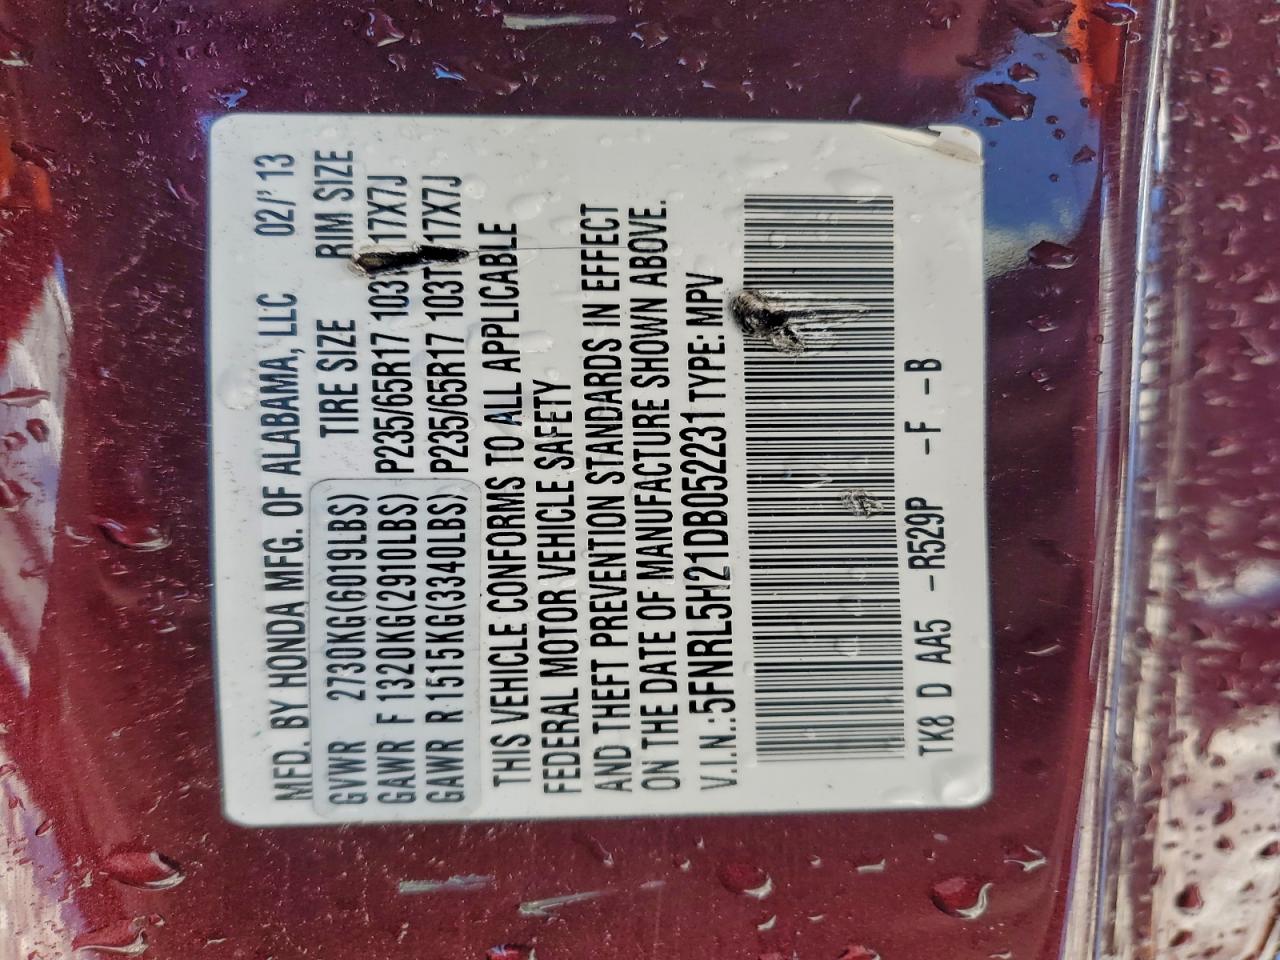 MFD. BY HONDA MFG. OF ALABAMA, LLC 02/'13
TIRE SIZE RIM SIZE
GVWR 2730KG(6019LBS)
GAWR F 1320KG(2910LBS) P235/65R17 103T 17X7J
GAWR R 1515KG(3340LBS) P235/65R17 103T 17X7J
THIS VEHICLE CONFORMS TO ALL APPLICABLE
FEDERAL MOTOR VEHICLE SAFETY
AND THEFT PREVENTION STANDARDS IN EFFECT
ON THE DATE OF MANUFACTURE SHOWN ABOVE.
V.I.N.:5FNRL5H21DB052231 TYPE: MPV
TK8 D AA5 -R529P -F -B